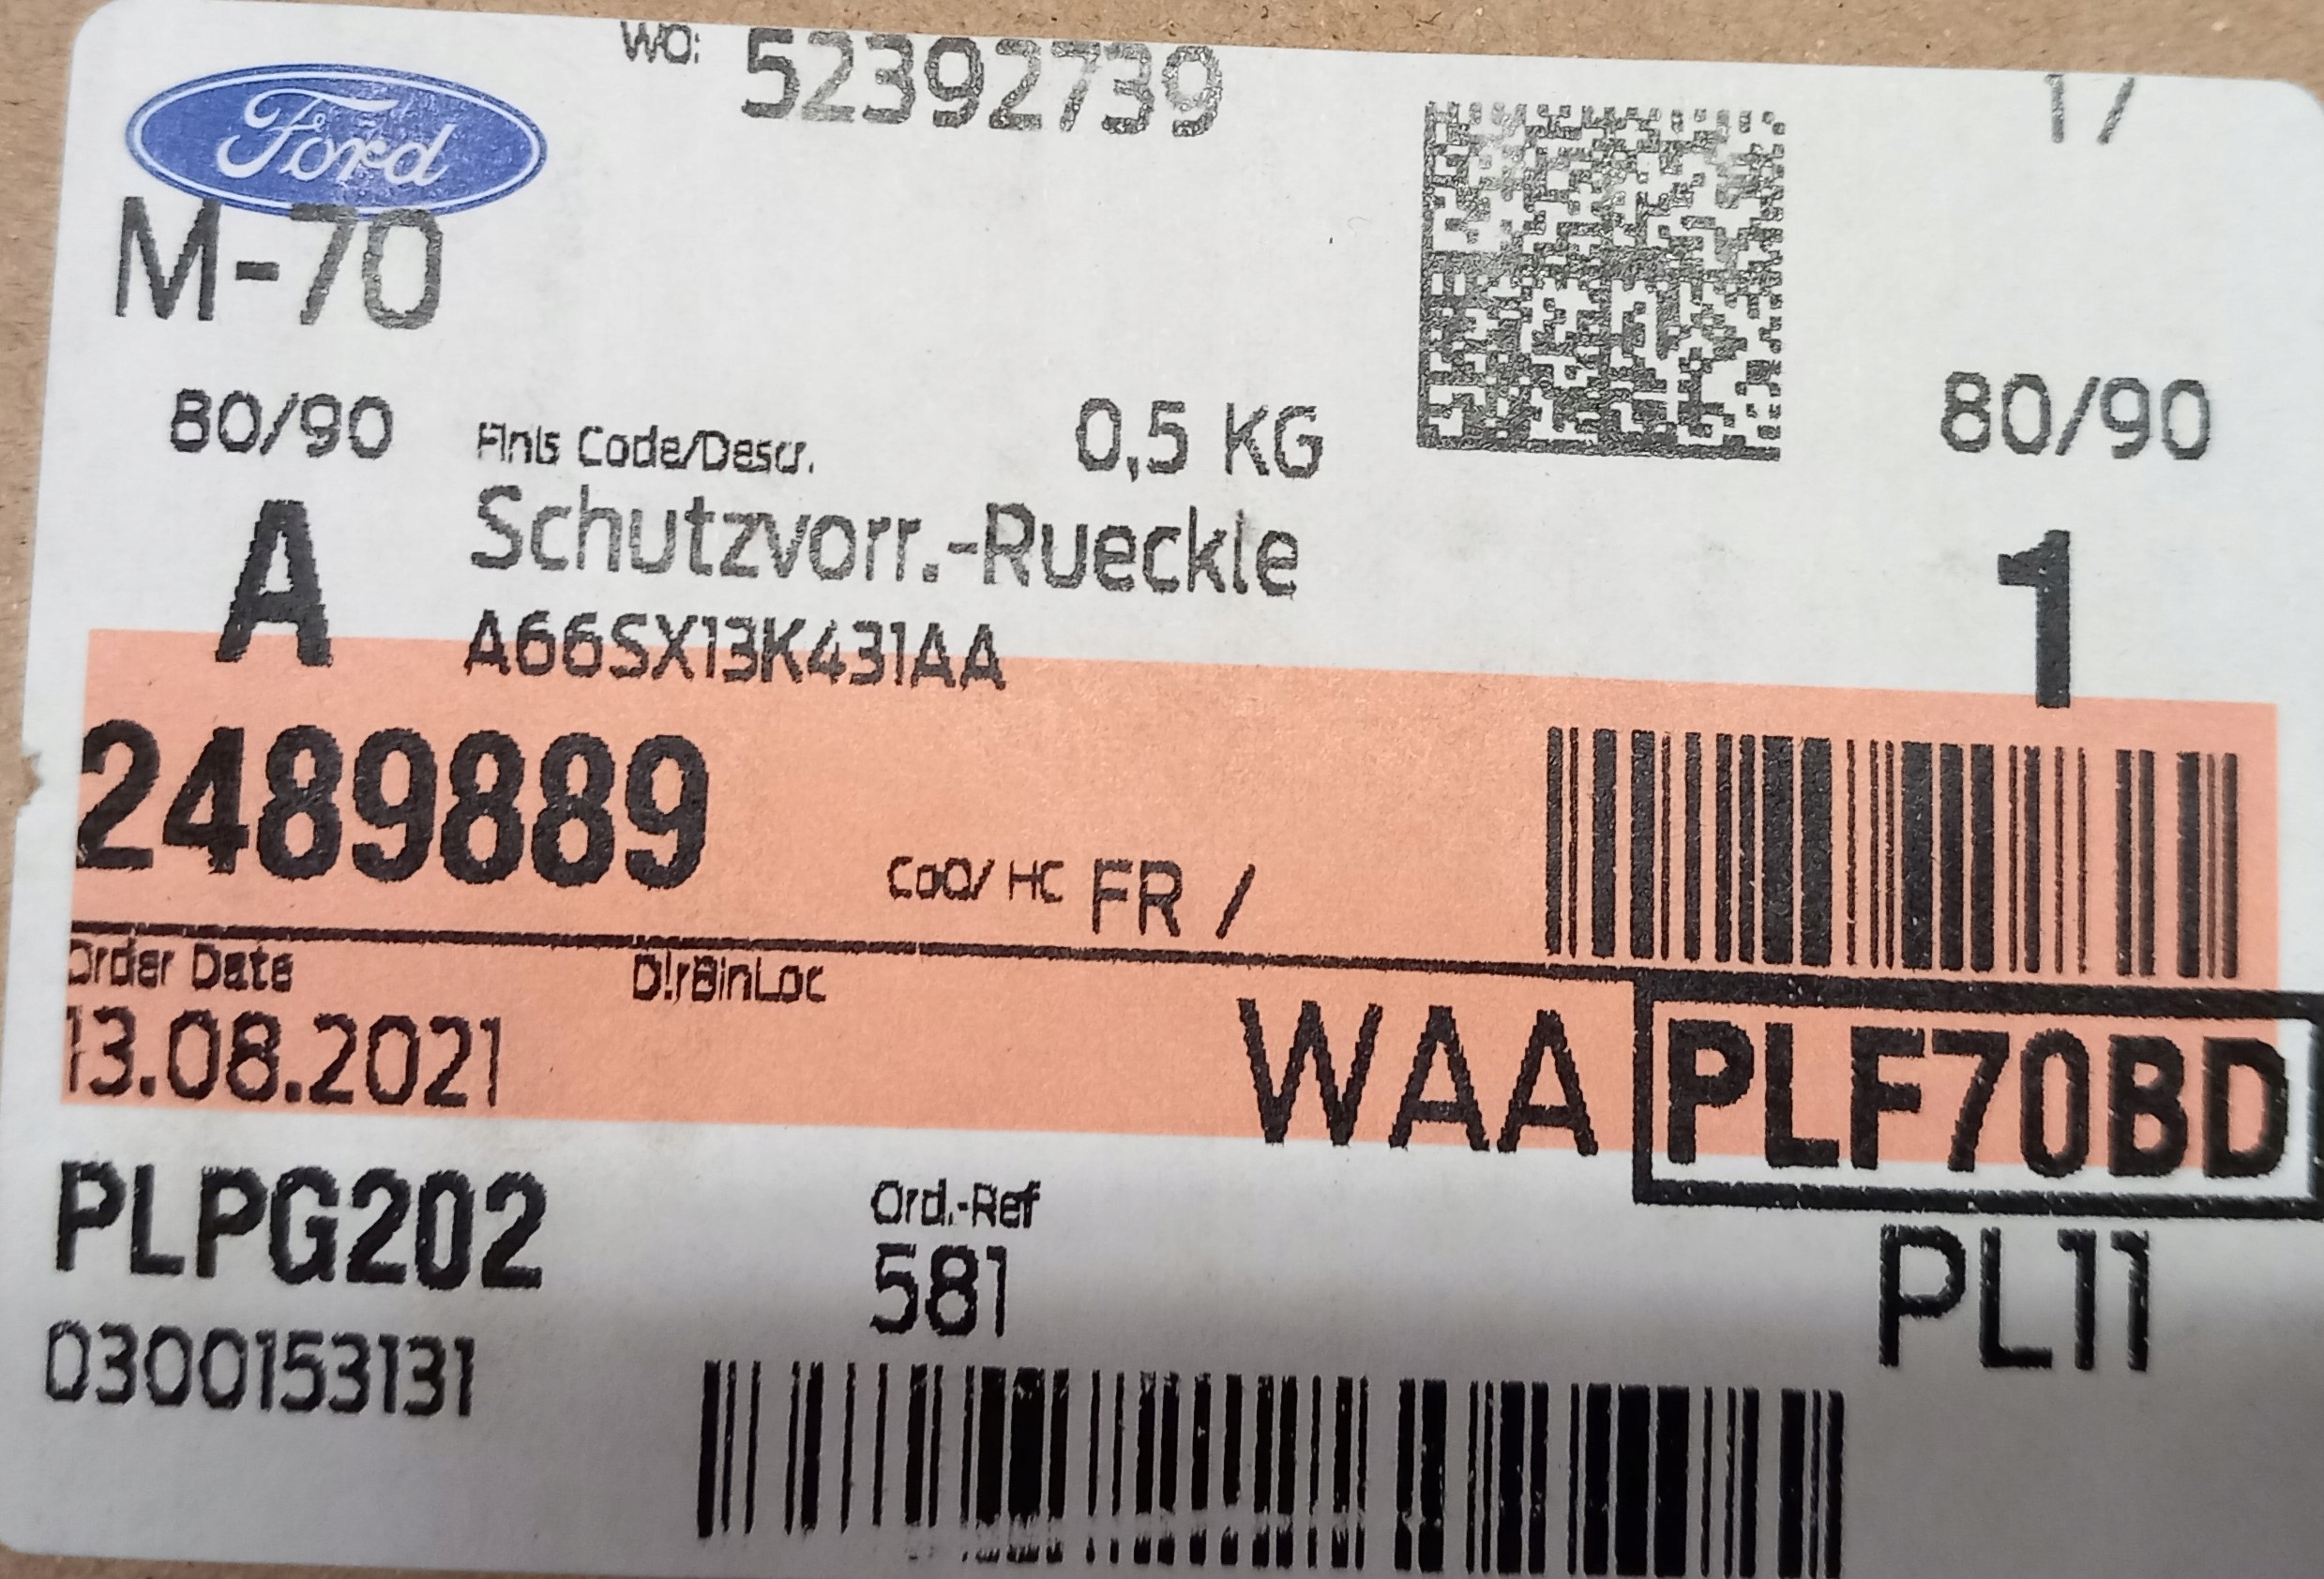 WO: 52392739
1 /
Ford
M-70
80/90
Finis Code/Descr.
0,5 KG
80/90
A
Schutzvorr.-Rueckle
1
A66SX13K431AA
2489889
CoO/ HC FR /
Order Date
DirBinLoc
13.08.2021
WAA PLF70BD
PLPG202
Ord.-Ref
581
PL11
0300153131